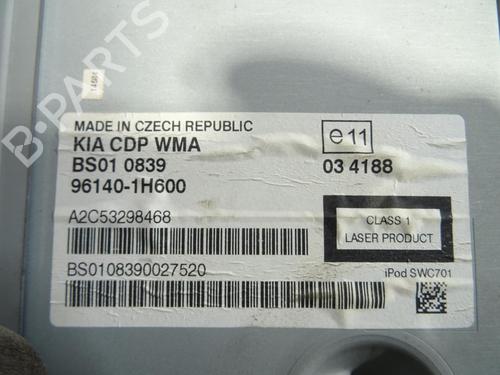 B-PARTS
MADE IN CZECH REPUBLIC
KIA CDP WMA
BS01 0839
96140-1H600
e11
03 4188
A2C53298468
CLASS 1
LASER PRODUCT
BS0108390027520
iPod SWC701